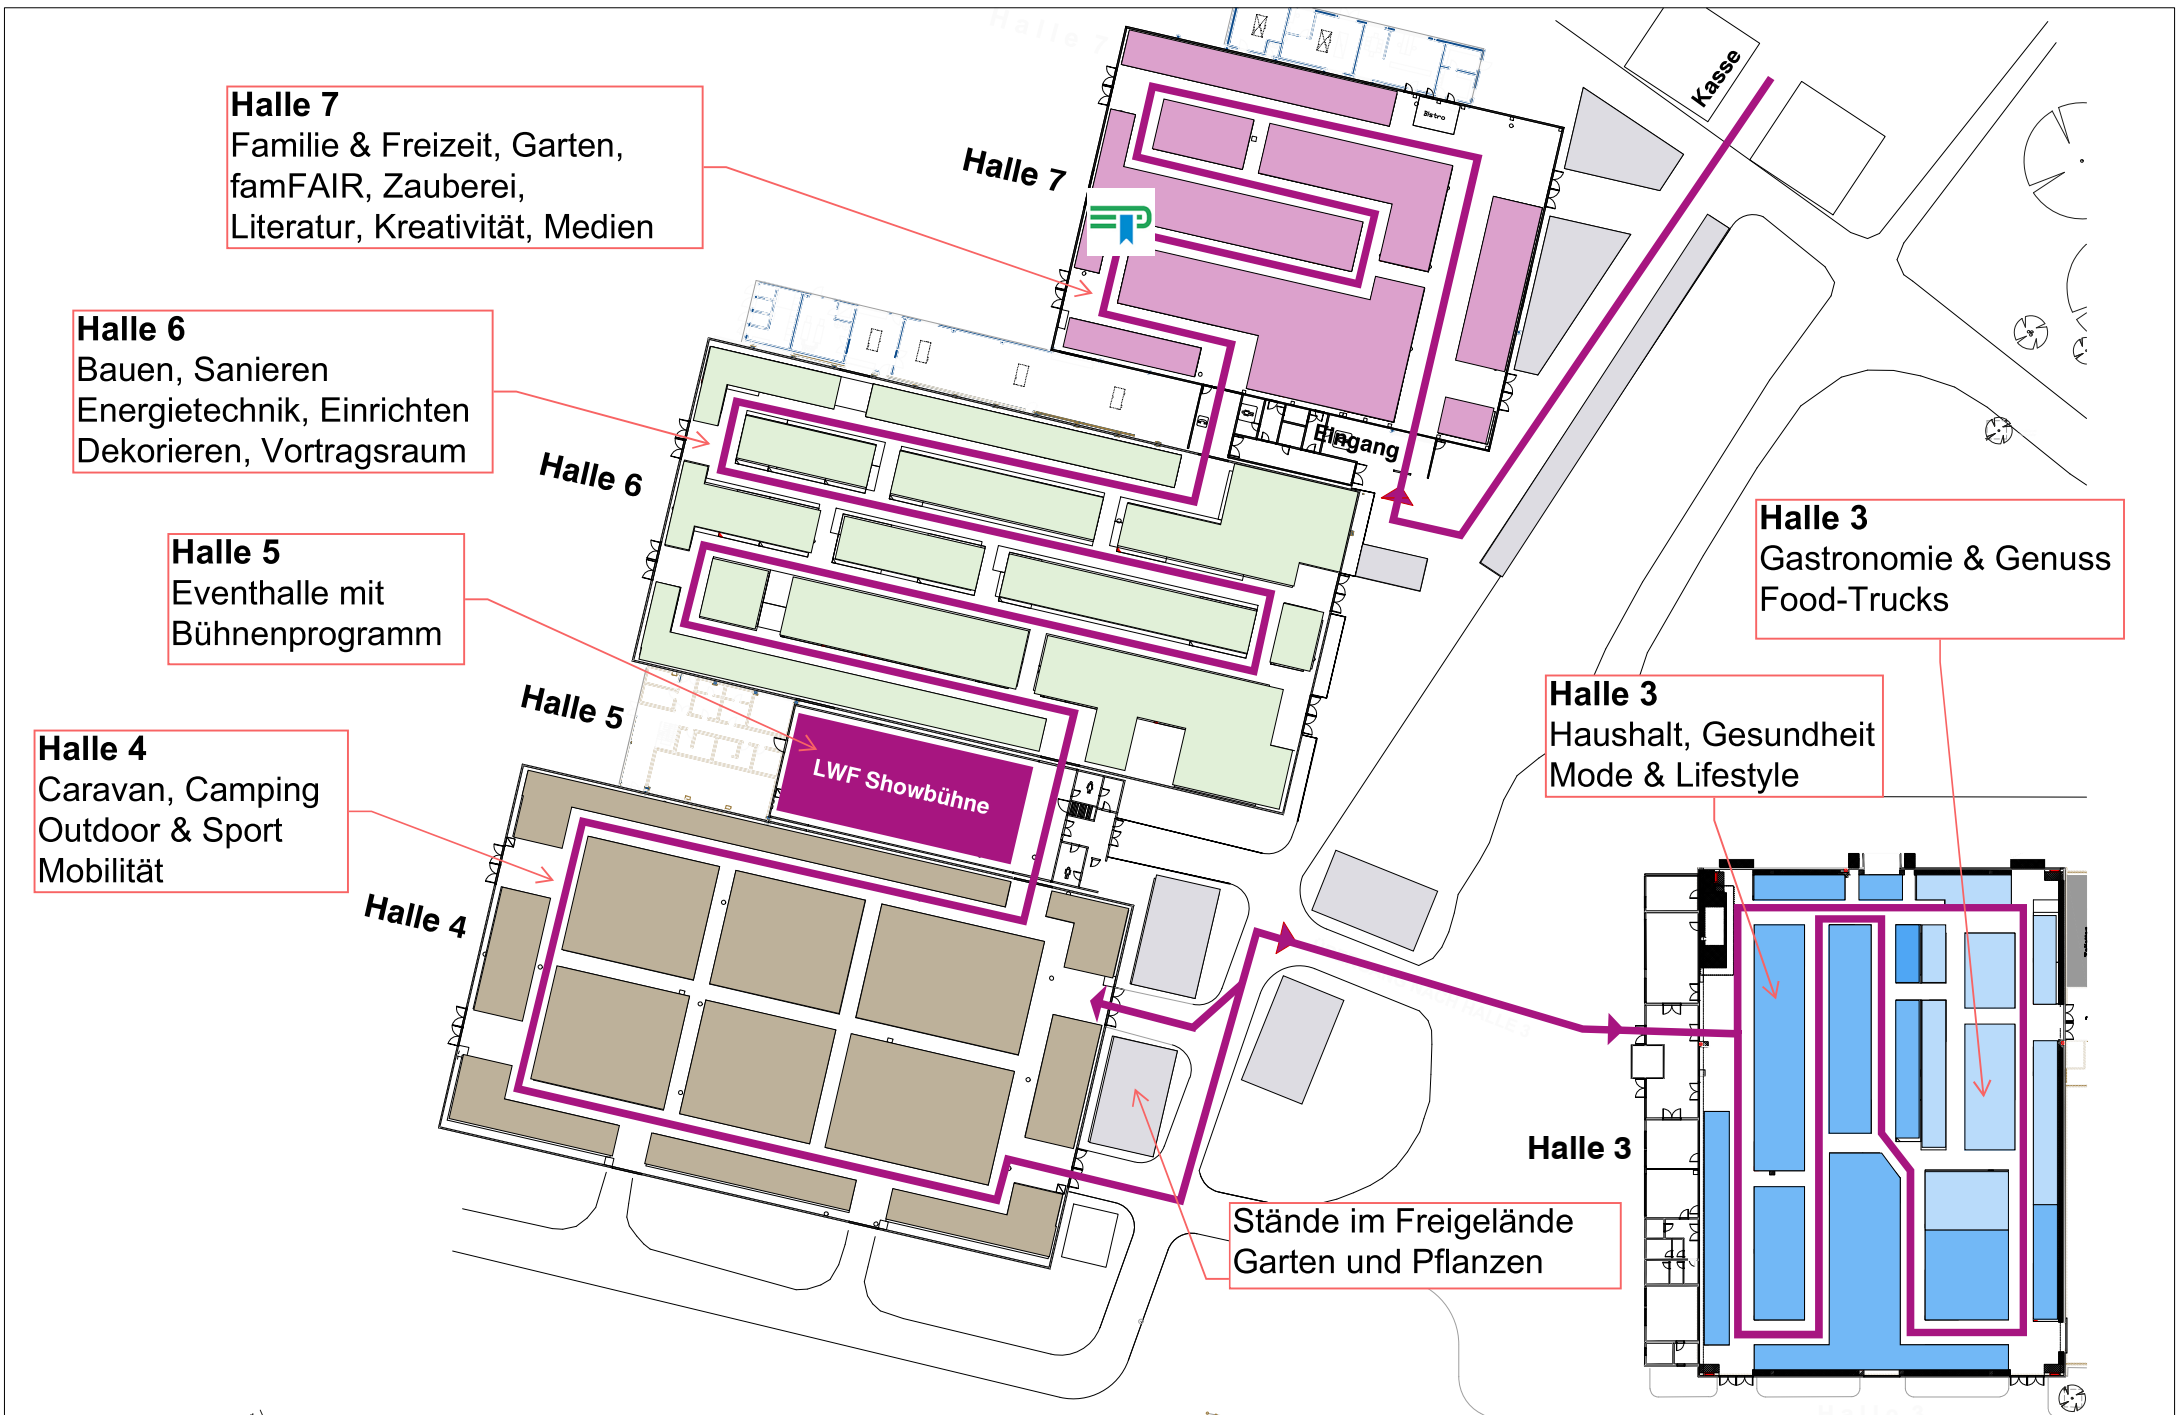 Halle 7
Familie & Freizeit, Garten,
famFAIR, Zauberei,
Literatur, Kreativität, Medien
Halle 7
Bistro
Kasse
Halle 6
Bauen, Sanieren
Energietechnik, Einrichten
Dekorieren, Vortragsraum
Halle 6
Eingang
Halle 5
Eventhalle mit
Bühnenprogramm
Halle 5
LWF Showbühne
Halle 3
Gastronomie & Genuss
Food-Trucks
Halle 3
Haushalt, Gesundheit
Mode & Lifestyle
Halle 4
Caravan, Camping
Outdoor & Sport
Mobilität
Halle 4
Halle 3
Stände im Freigelände
Garten und Pflanzen